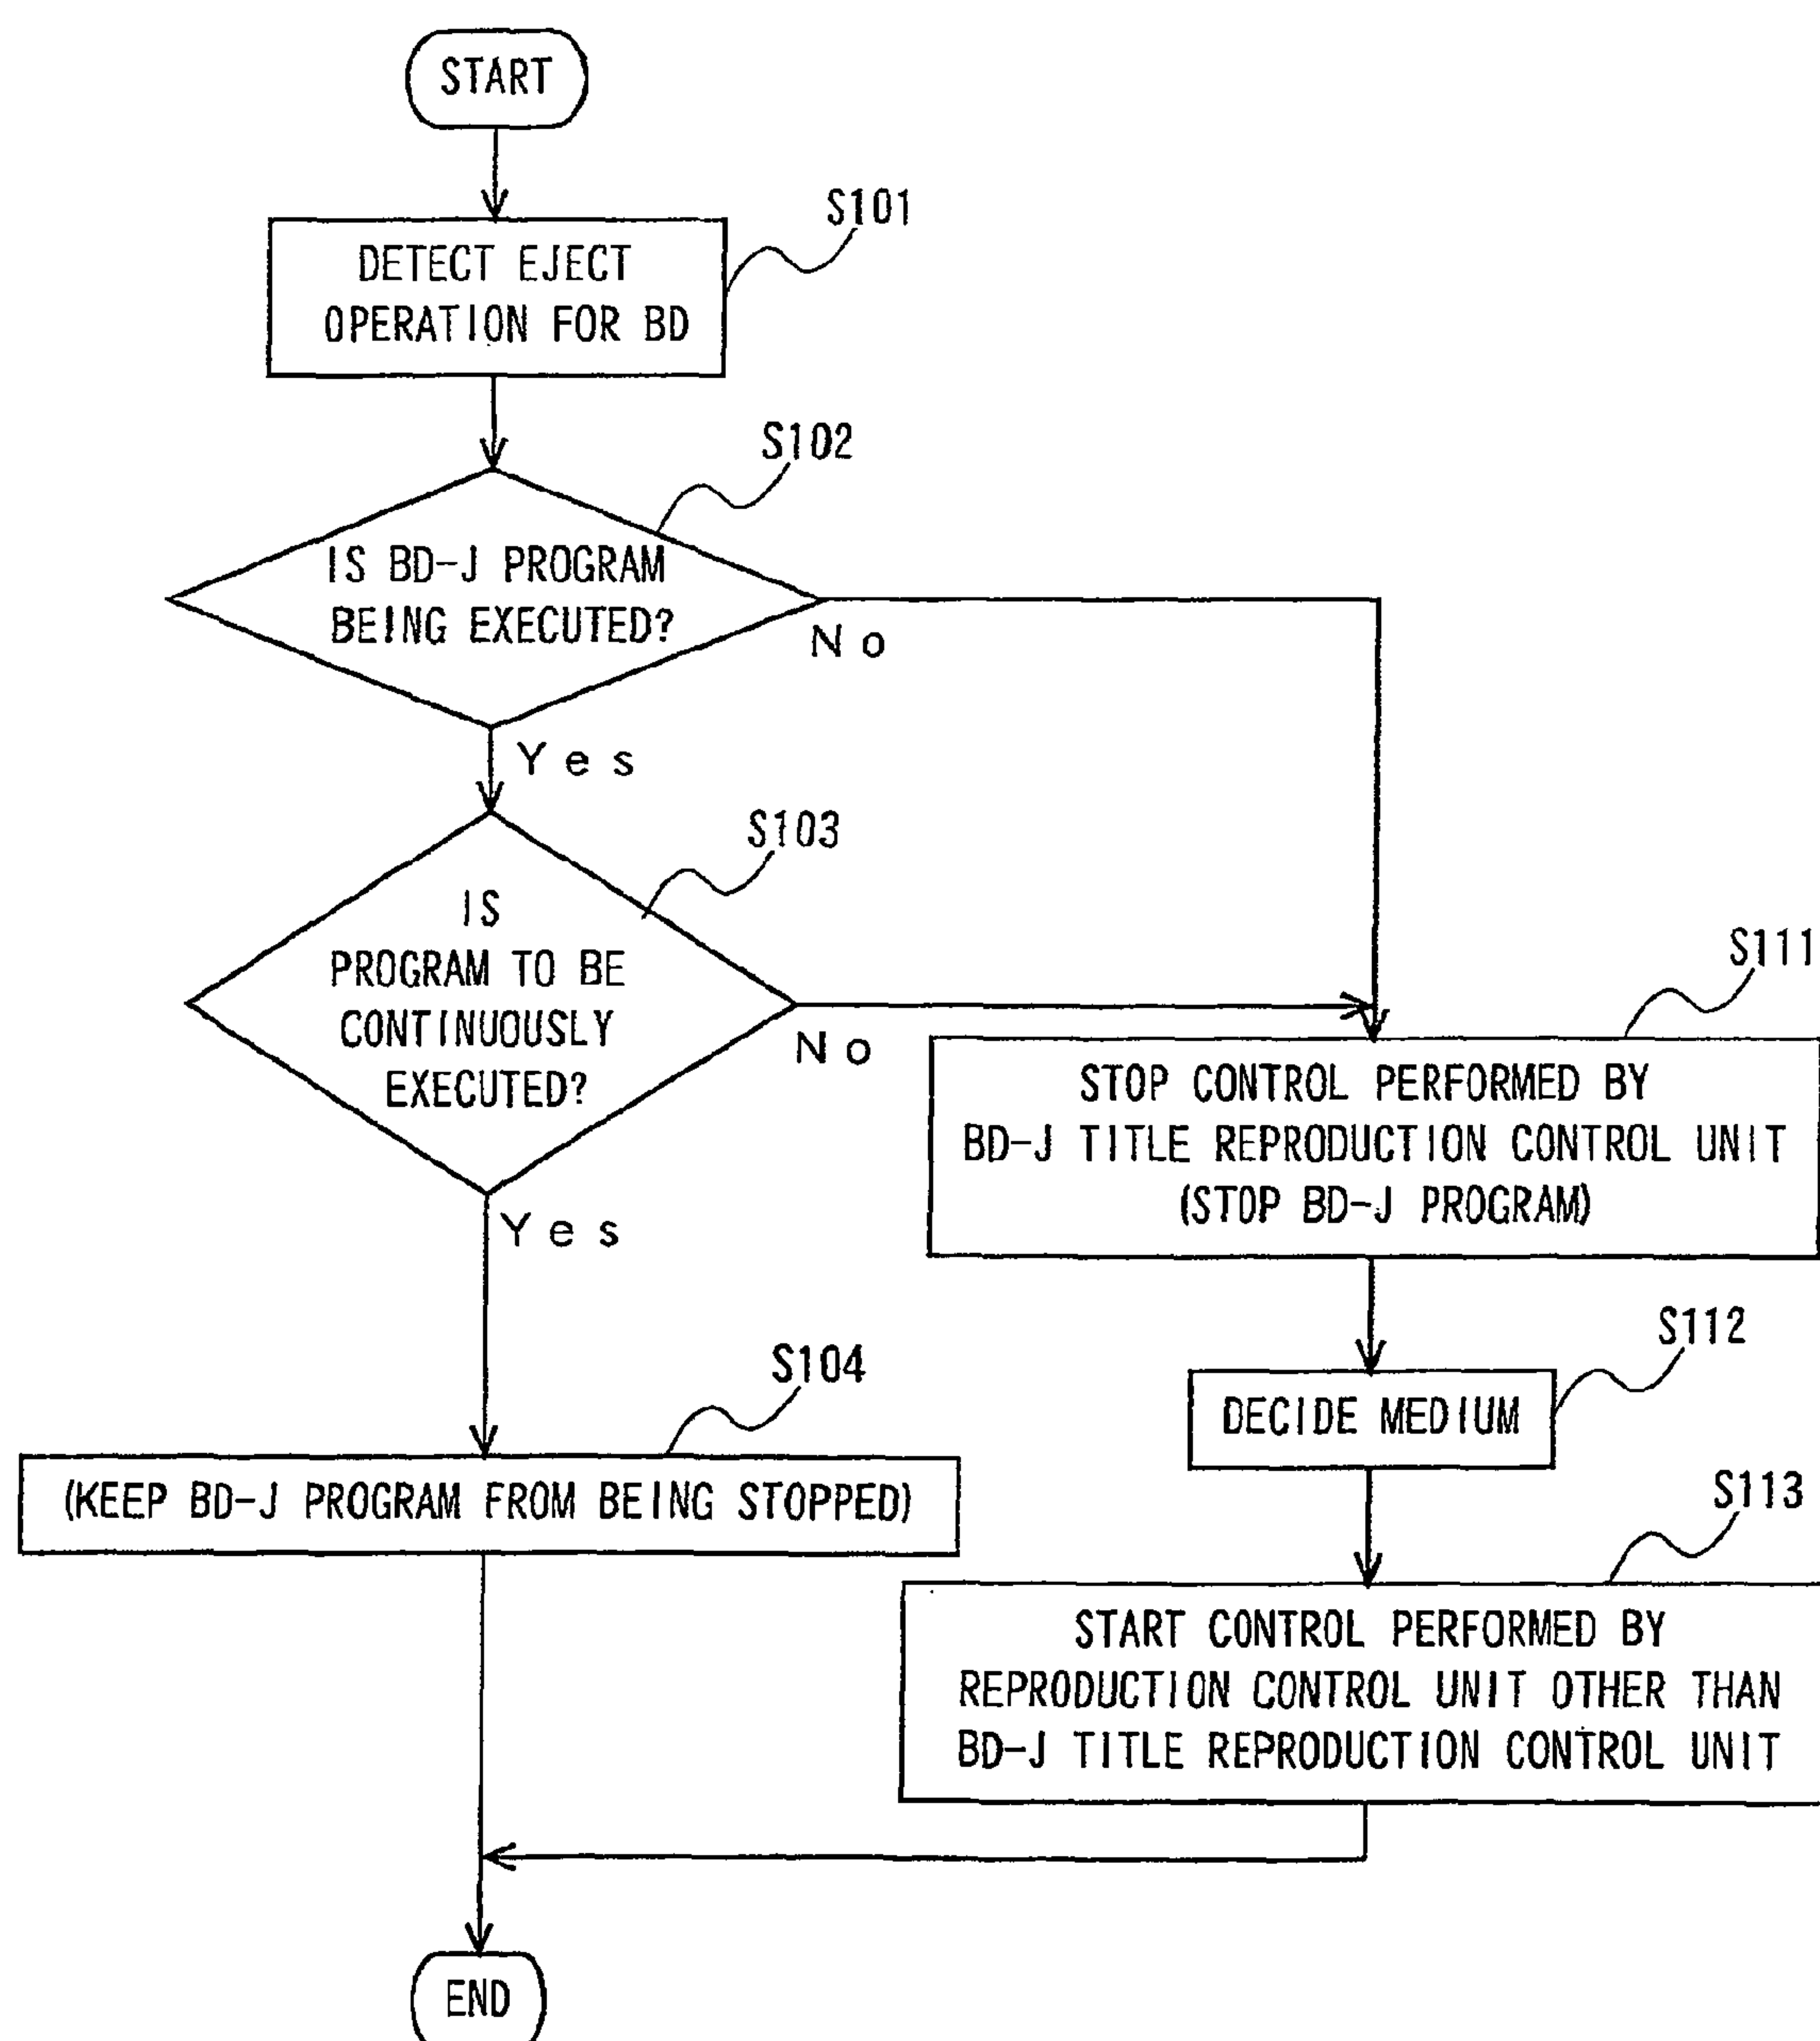 START
S101
DETECT EJECT
OPERATION FOR BD
S102
IS BD-J PROGRAM
BEING EXECUTED?
No
Yes
S103
IS
PROGRAM TO BE
CONTINUOUSLY
EXECUTED?
No
Yes
S111
STOP CONTROL PERFORMED BY
BD-J TITLE REPRODUCTION CONTROL UNIT
(STOP BD-J PROGRAM)
S112
DECIDE MEDIUM
S104
(KEEP BD-J PROGRAM FROM BEING STOPPED)
S113
START CONTROL PERFORMED BY
REPRODUCTION CONTROL UNIT OTHER THAN
BD-J TITLE REPRODUCTION CONTROL UNIT
END